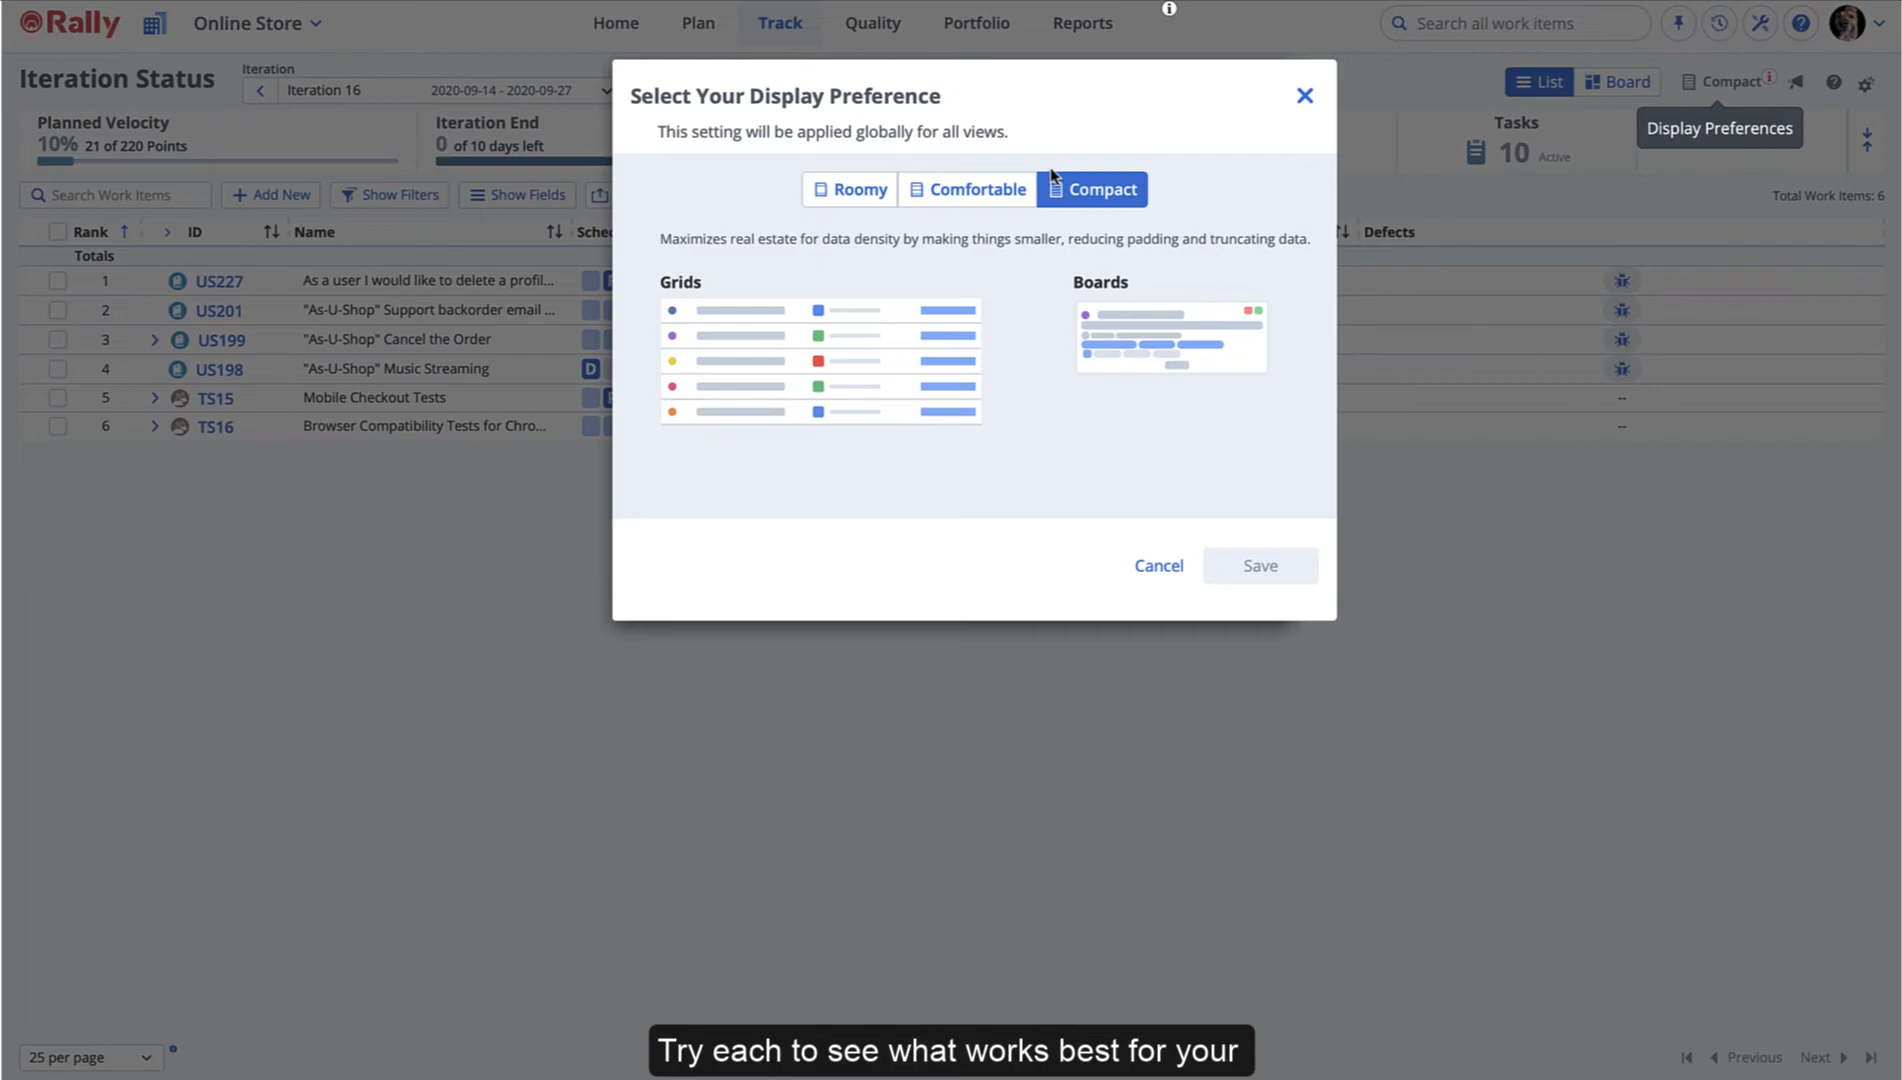 Rally
Online Store
Home
Plan
Track
Quality
Portfolio
Reports
Search all work items
Iteration Status
Iteration
Iteration 16
2020-09-14 - 2020-09-27
List
Board
Compact
Display Preferences
Planned Velocity
10% 21 of 220 Points
Iteration End
0 of 10 days left
Tasks
10 Active
Search Work Items
+ Add New
Show Filters
Show Fields
Total Work Items: 6
Rank
ID
Name
Defects
Totals
1 US227 As a user I would like to delete a profil...
2 US201 "As-U-Shop" Support backorder email ...
3 US199 "As-U-Shop" Cancel the Order
4 US198 "As-U-Shop" Music Streaming D
5 TS15 Mobile Checkout Tests --
6 TS16 Browser Compatibility Tests for Chro... --
Select Your Display Preference
This setting will be applied globally for all views.
Roomy
Comfortable
Compact
Maximizes real estate for data density by making things smaller, reducing padding and truncating data.
Grids
Boards
Cancel
Save
Try each to see what works best for your
25 per page
Previous
Next